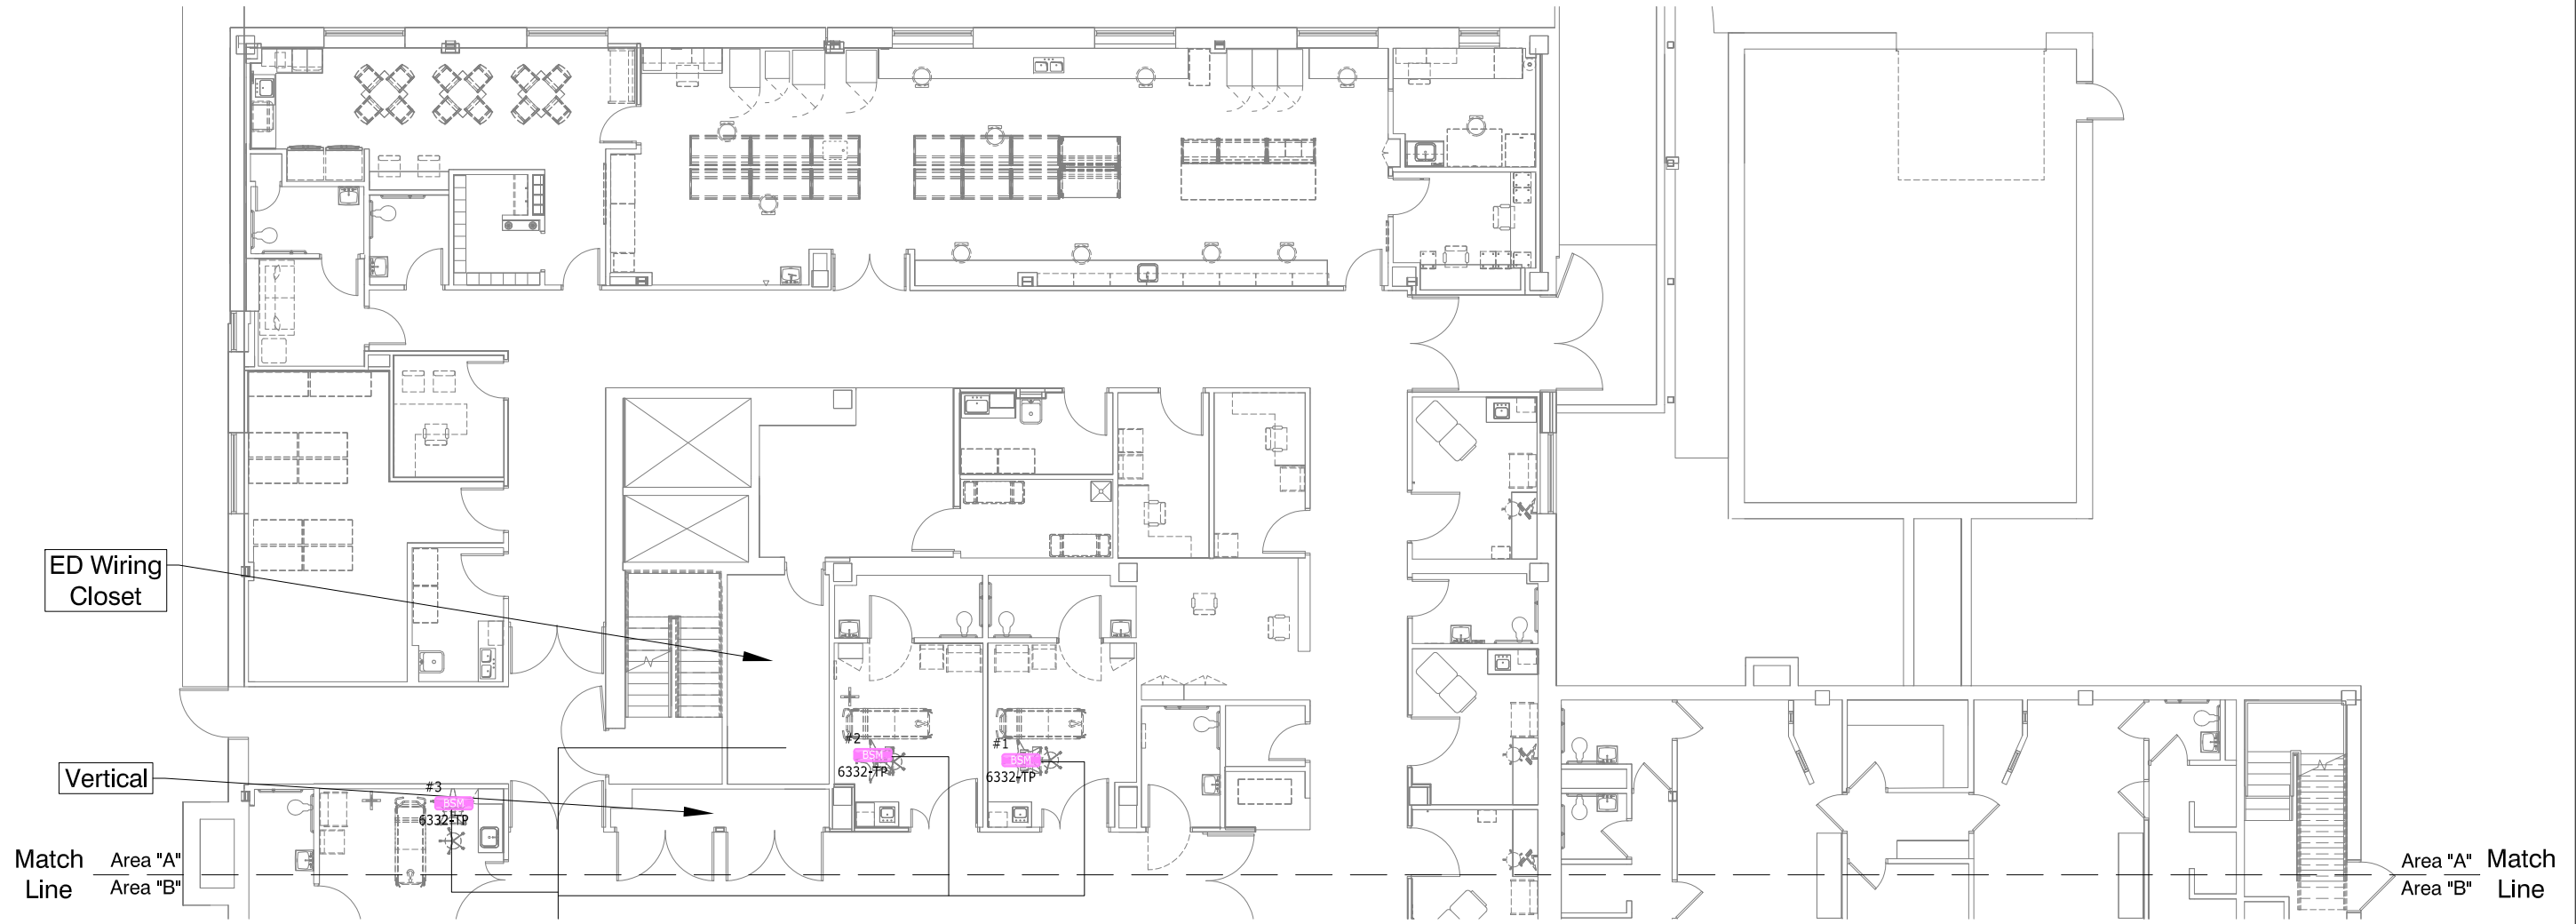 ED Wiring
Closet
Vertical
#2
BSM
6332-TP
#1
BSM
6332-TP
#3
BSM
6332-TP
Match
Line
Area "A"
Area "B"
Area "A"
Area "B"
Match
Line